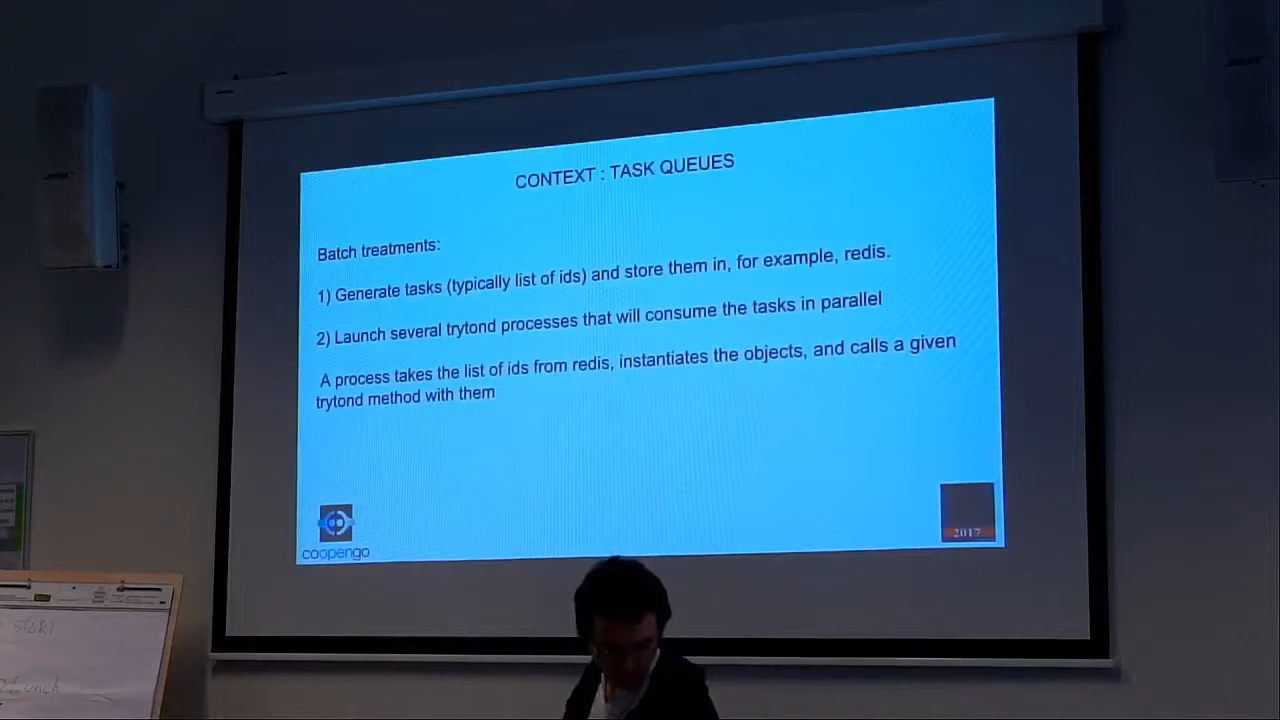 CONTEXT : TASK QUEUES
Batch treatments:
1) Generate tasks (typically list of ids) and store them in, for example, redis.
2) Launch several trytond processes that will consume the tasks in parallel
A process takes the list of ids from redis, instantiates the objects, and calls a given
trytond method with them
coopengo
2017
START
Lunch